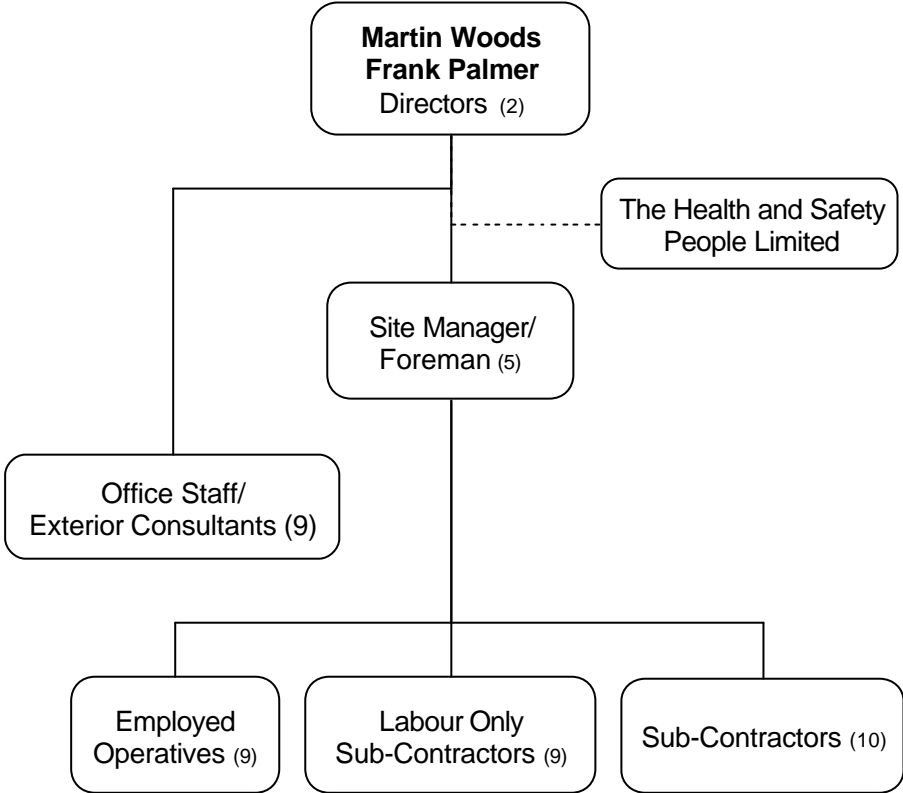 Martin Woods
Frank Palmer
Directors (2)
The Health and Safety
People Limited
Site Manager/
Foreman (5)
Office Staff/
Exterior Consultants (9)
Employed
Operatives (9)
Labour Only
Sub-Contractors (9)
Sub-Contractors (10)